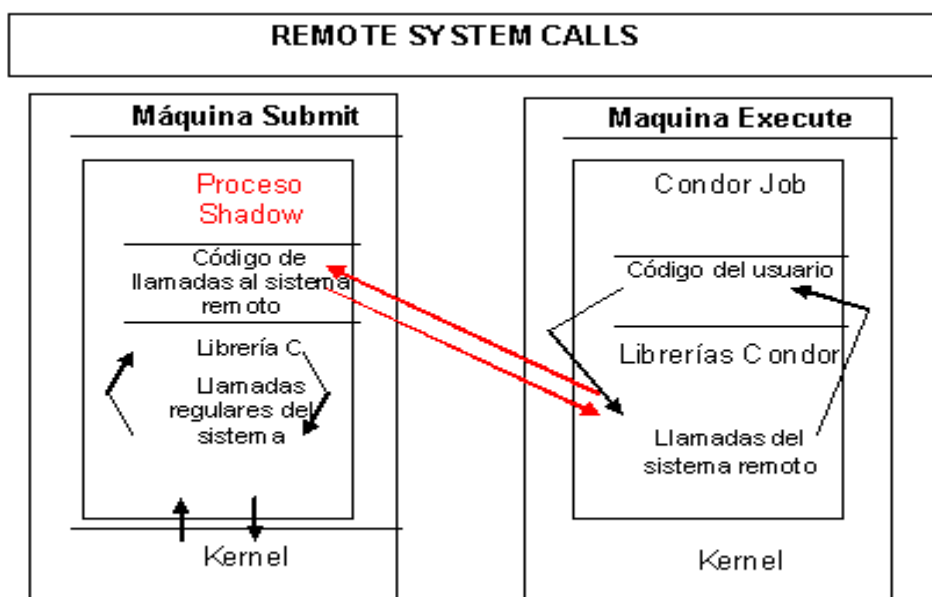 REMOTE SYSTEM CALLS
Máquina Submit
Proceso
Shadow
Código de
llamadas al sistema
remoto
Librería C
Llamadas
regulares del
sistema
Kernel
Maquina Execute
Condor Job
Código del usuario
Librerías Condor
Llamadas del
sistema remoto
Kernel